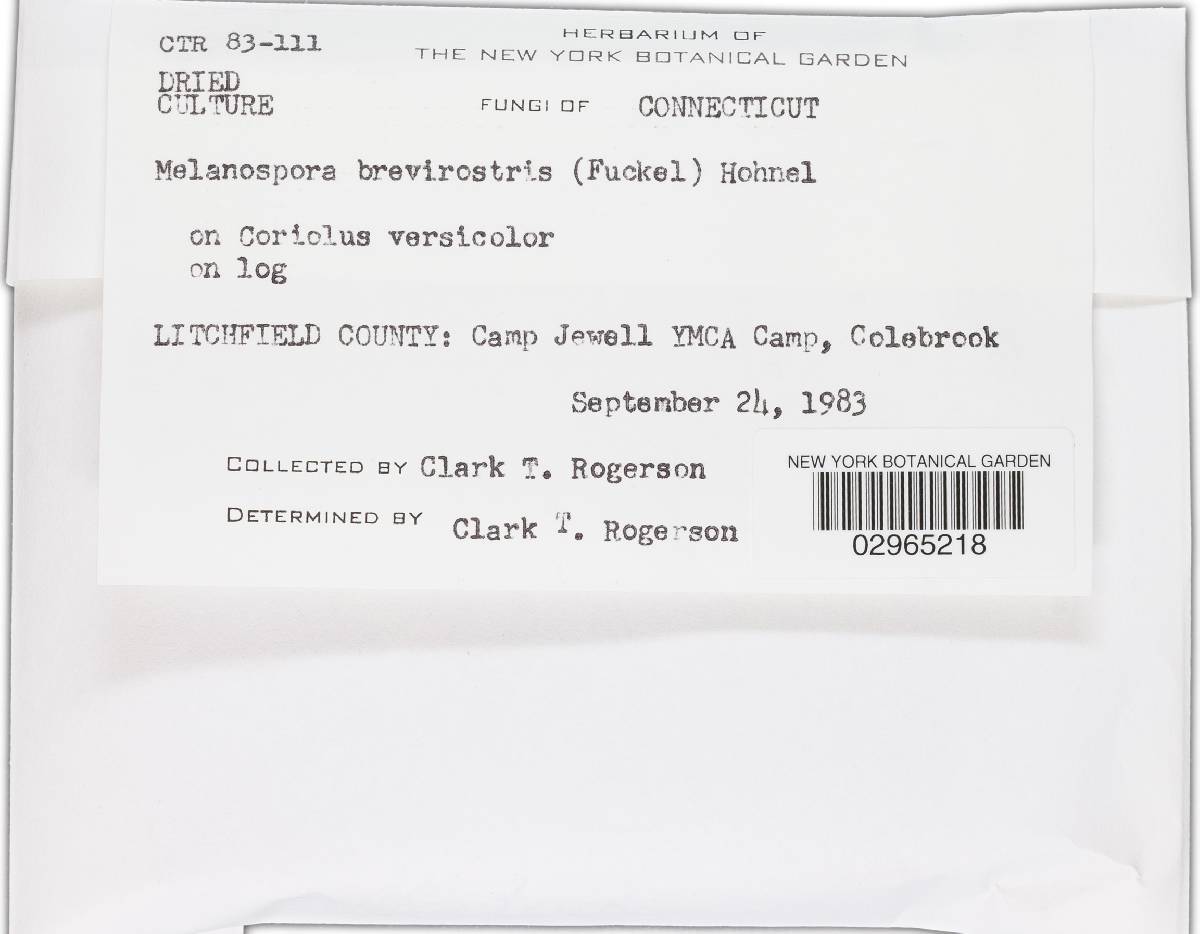 CTR 83-111
HERBARIUM OF
THE NEW YORK BOTANICAL GARDEN
DRIED
CULTURE
FUNGI OF CONNECTICUT
Melanospora brevirostris (Fuckel) Hohnel
on Coriolus versicolor
on log
LITCHFIELD COUNTY: Camp Jewell YMCA Camp, Colebrook
September 24, 1983
COLLECTED BY Clark T. Rogerson
DETERMINED BY Clark T. Rogerson
NEW YORK BOTANICAL GARDEN
02965218